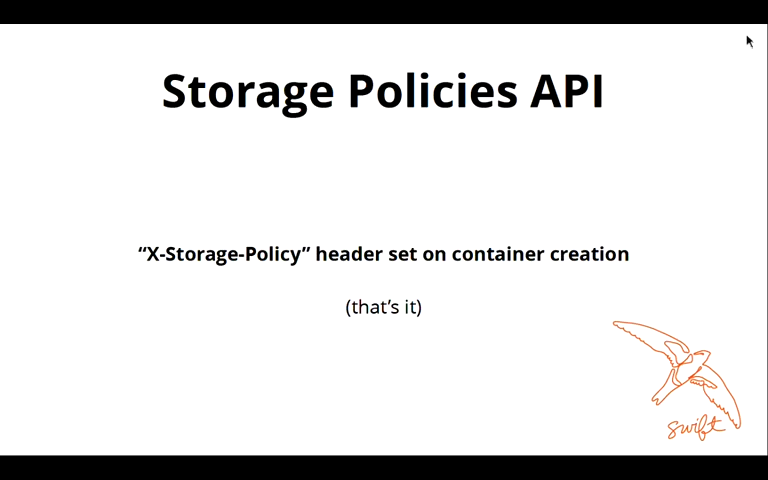 Storage Policies API
“X-Storage-Policy” header set on container creation
(that’s it)
swift